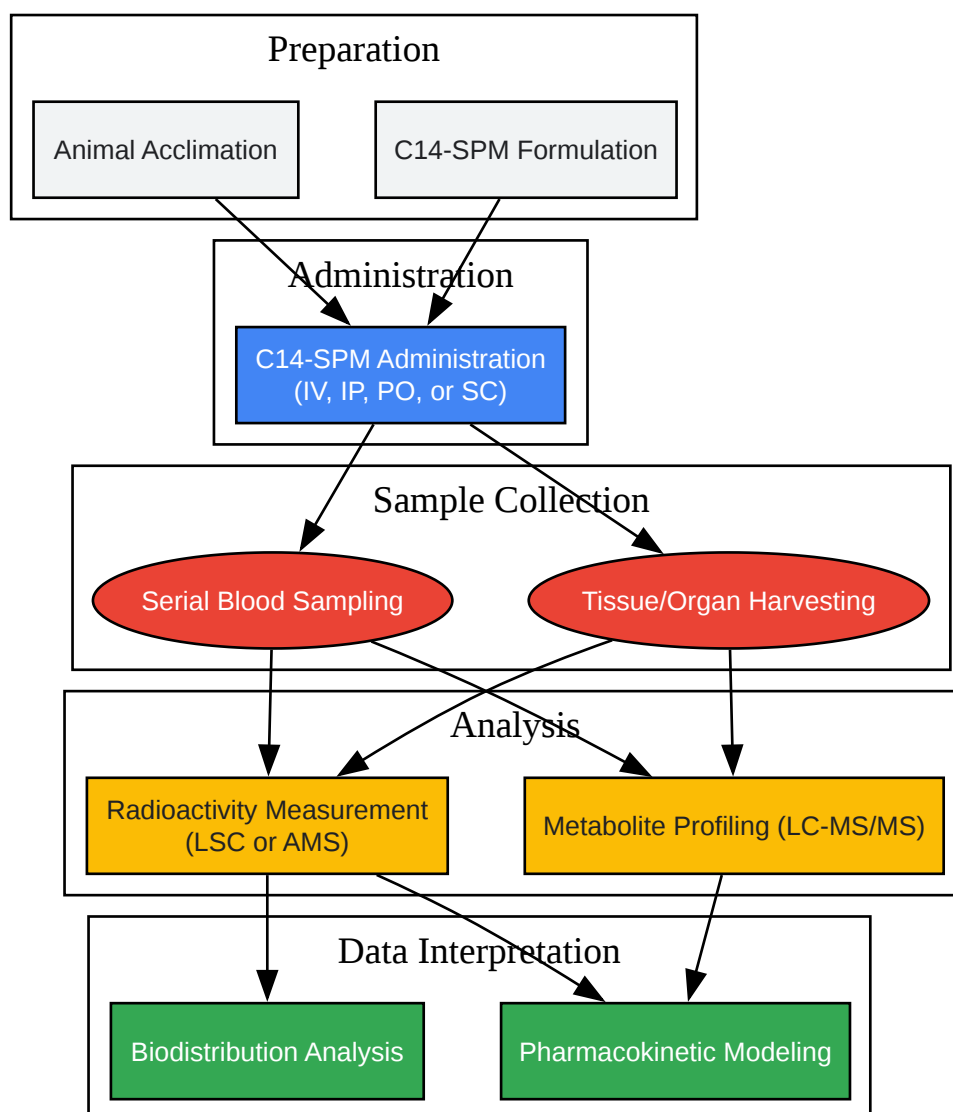 Preparation
Animal Acclimation
C14-SPM Formulation
Administration
C14-SPM Administration
(IV, IP, PO, or SC)
Sample Collection
Serial Blood Sampling
Tissue/Organ Harvesting
Analysis
Radioactivity Measurement
(LSC or AMS)
Metabolite Profiling (LC-MS/MS)
Data Interpretation
Biodistribution Analysis
Pharmacokinetic Modeling